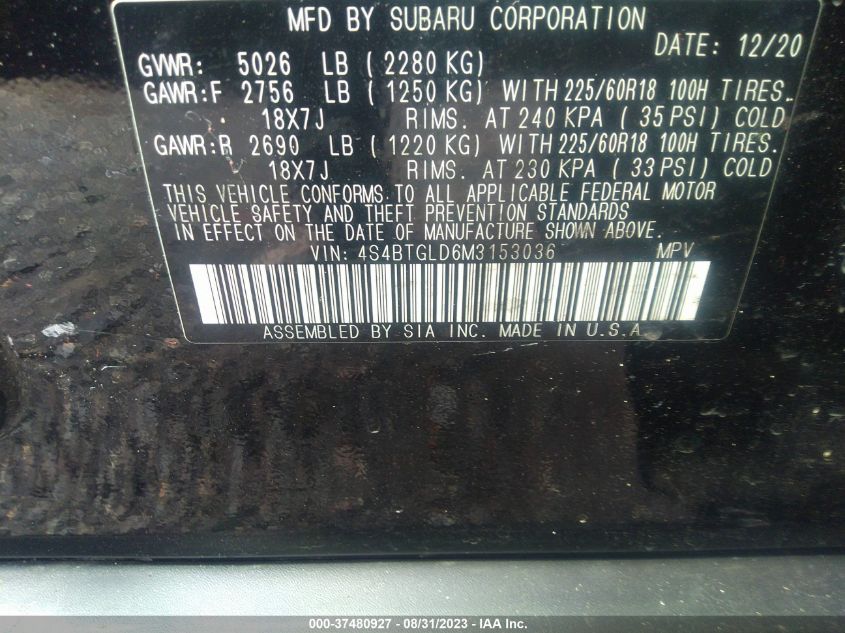 MFD BY SUBARU CORPORATION
DATE: 12/20
GVWR: 5026 LB ( 2280 KG)
GAWR:F 2756 LB ( 1250 KG) WITH 225/60R18 100H TIRES.
18X7J RIMS. AT 240 KPA ( 35 PSI) COLD
GAWR:R 2690 LB ( 1220 KG) WITH 225/60R18 100H TIRES.
18X7J RIMS. AT 230 KPA ( 33 PSI) COLD
THIS VEHICLE CONFORMS TO ALL APPLICABLE FEDERAL MOTOR
VEHICLE SAFETY AND THEFT PREVENTION STANDARDS
IN EFFECT ON THE DATE OF MANUFACTURE SHOWN ABOVE.
VIN: 4S4BTGLD6M3153036 MPV
ASSEMBLED BY SIA INC. MADE IN U.S.A
000-37480927 - 08/31/2023 - IAA Inc.